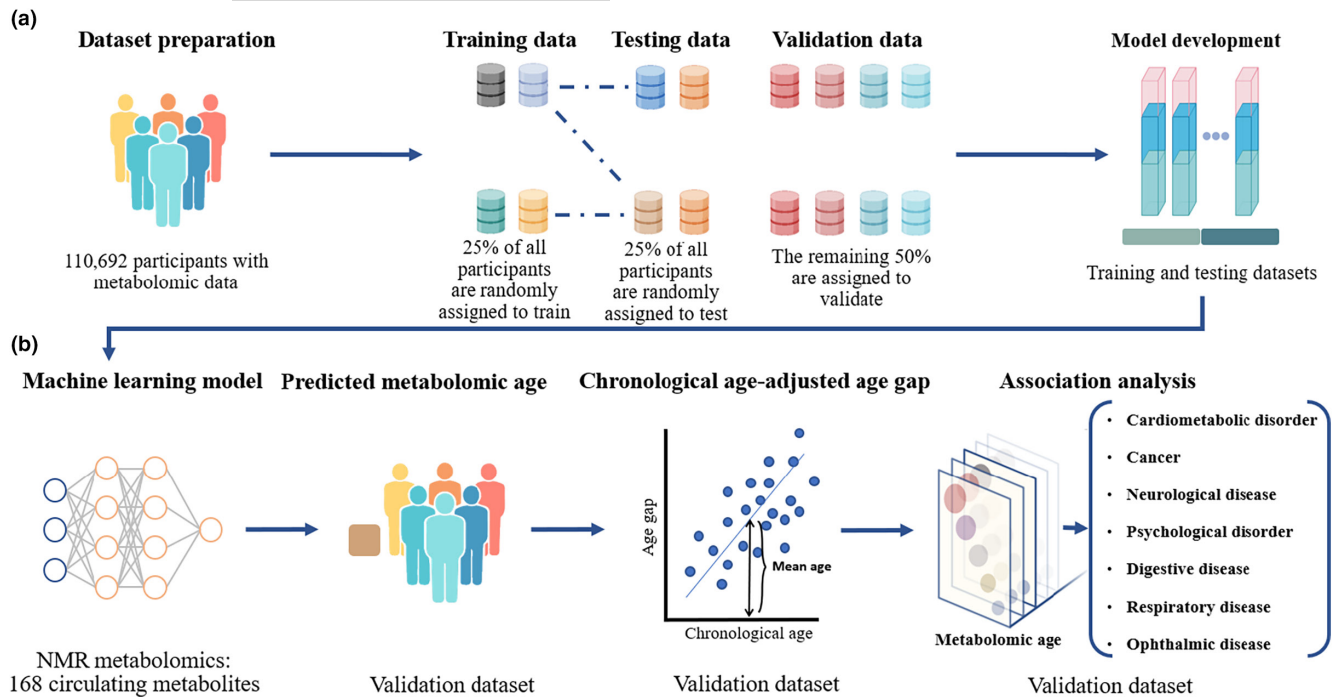 (a)
Dataset preparation
Training data
Testing data
Validation data
Model development
110,692 participants with
metabolomic data
25% of all
participants
are randomly
assigned to train
25% of all
participants
are randomly
assigned to test
The remaining 50%
are assigned to
validate
Training and testing datasets
(b)
Machine learning model
Predicted metabolomic age
Chronological age-adjusted age gap
Association analysis
Age gap
Mean age
Chronological age
Metabolomic age
• Cardiometabolic disorder
• Cancer
• Neurological disease
• Psychological disorder
• Digestive disease
• Respiratory disease
• Ophthalmic disease
NMR metabolomics:
168 circulating metabolites
Validation dataset
Validation dataset
Validation dataset